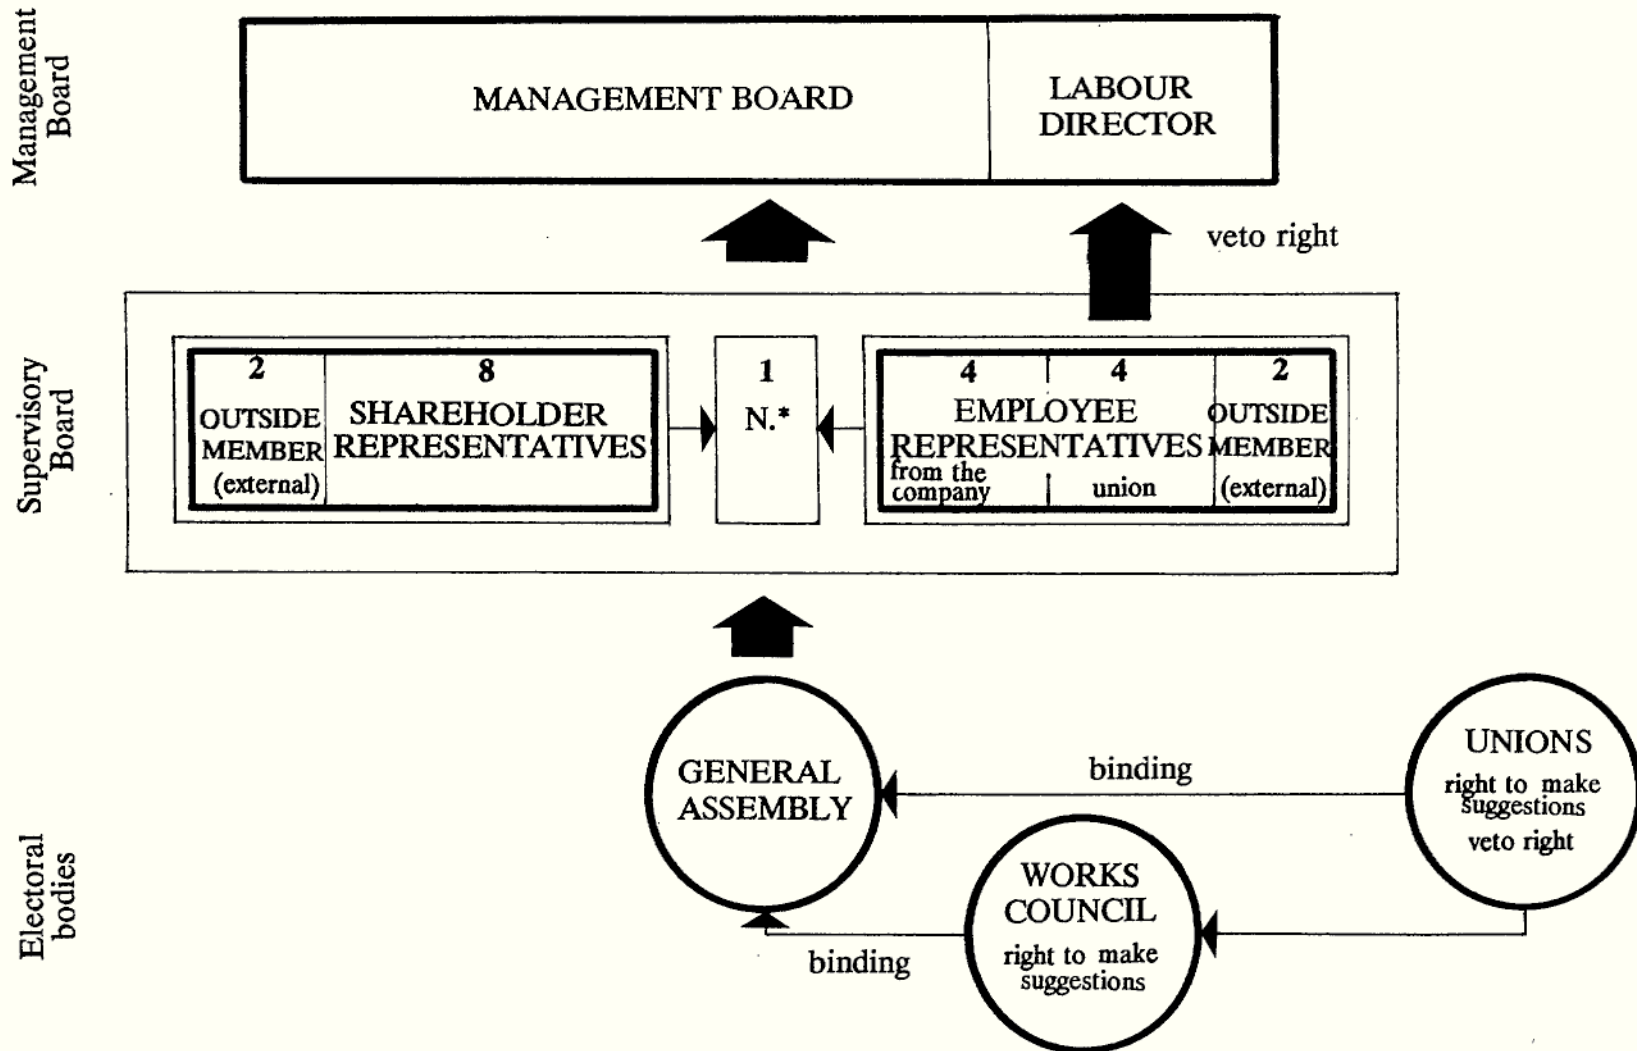 Management
Board
MANAGEMENT BOARD
LABOUR
DIRECTOR
veto right
Supervisory
Board
2
OUTSIDE
MEMBER
(external)
8
SHAREHOLDER
REPRESENTATIVES
1
N.*
4
4
EMPLOYEE
REPRESENTATIVES
from the
company
union
2
OUTSIDE
MEMBER
(external)
Electoral
bodies
GENERAL
ASSEMBLY
binding
UNIONS
right to make
suggestions
veto right
WORKS
COUNCIL
right to make
suggestions
binding